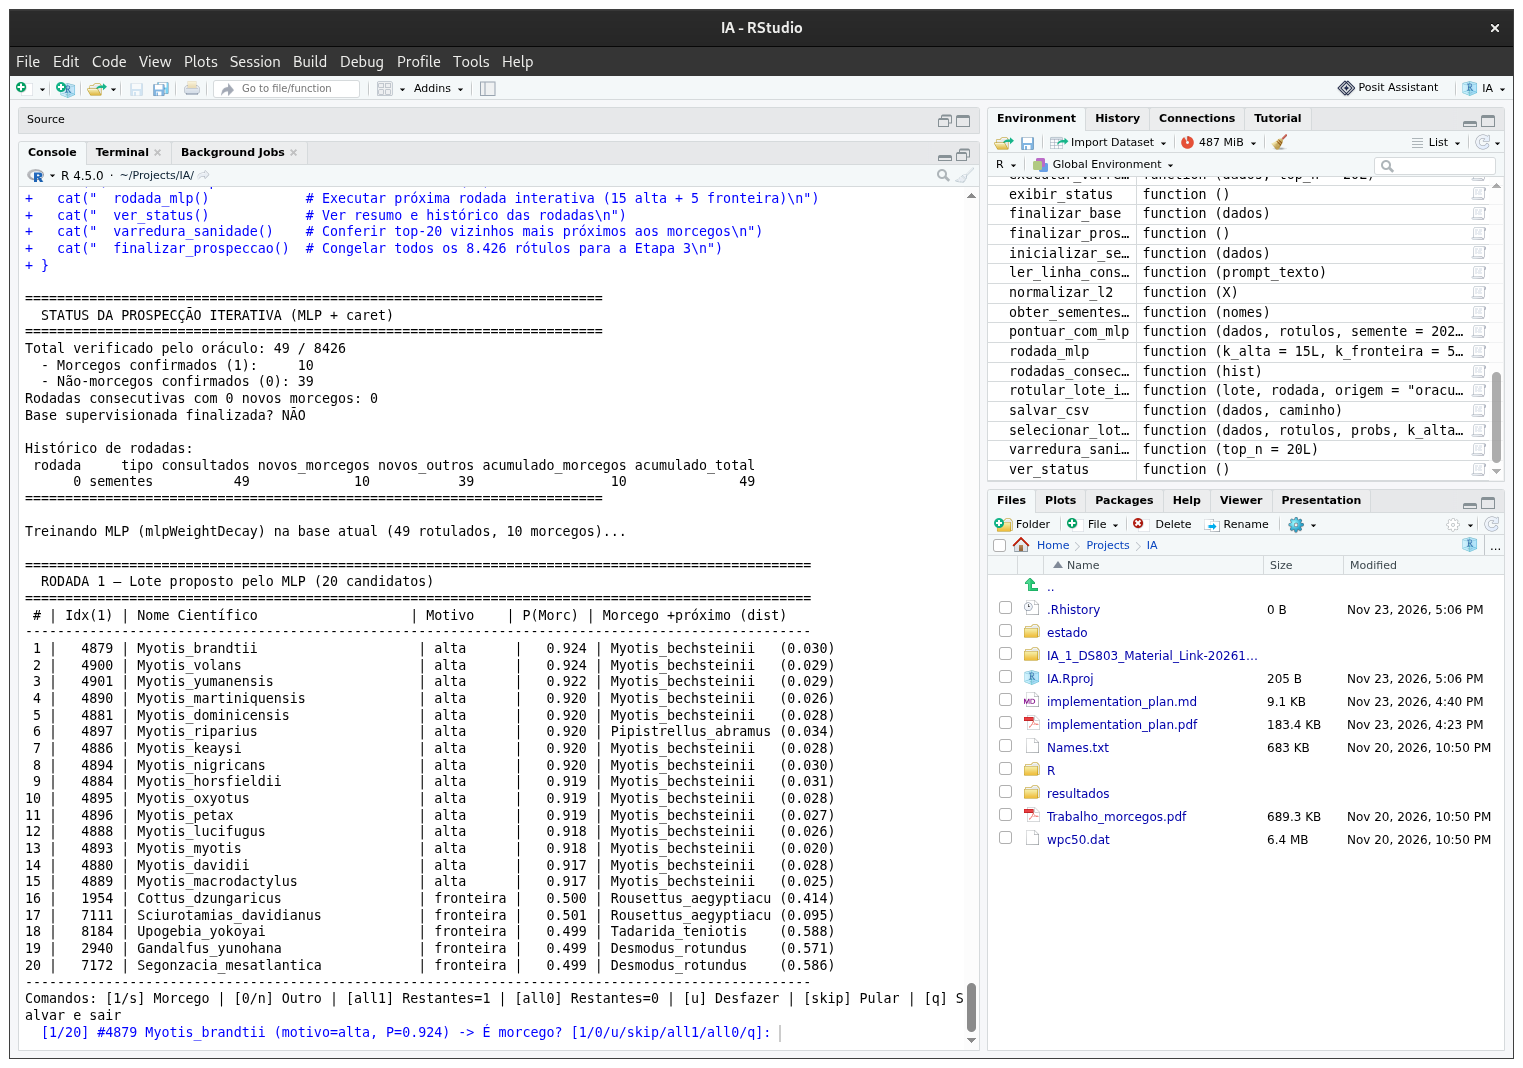 IA - RStudio
File Edit Code View Plots Session Build Debug Profile Tools Help
Go to file/function Addins Posit Assistant IA
Source
Console Terminal Background Jobs
R 4.5.0 · ~/Projects/IA/
+   cat("  rodada_mlp()            # Executar próxima rodada interativa (15 alta + 5 fronteira)\n")
+   cat("  ver_status()            # Ver resumo e histórico das rodadas\n")
+   cat("  varredura_sanidade()    # Conferir top-20 vizinhos mais próximos aos morcegos\n")
+   cat("  finalizar_prospeccao()  # Congelar todos os 8.426 rótulos para a Etapa 3\n")
+ }
========================================================================
STATUS DA PROSPECÇÃO ITERATIVA (MLP + caret)
========================================================================
Total verificado pelo oráculo: 49 / 8426
- Morcegos confirmados (1):     10
- Não-morcegos confirmados (0): 39
Rodadas consecutivas com 0 novos morcegos: 0
Base supervisionada finalizada? NÃO
Histórico de rodadas:
rodada     tipo consultados novos_morcegos novos_outros acumulado_morcegos acumulado_total
0 sementes          49             10           39                 10              49
========================================================================
Treinando MLP (mlpWeightDecay) na base atual (49 rotulados, 10 morcegos)...
==================================================================================================
RODADA 1 — Lote proposto pelo MLP (20 candidatos)
==================================================================================================
# | Idx(1) | Nome Científico                   | Motivo    | P(Morc) | Morcego +próximo (dist)
--------------------------------------------------------------------------------------------------
1 |   4879 | Myotis_brandtii                    | alta      |   0.924 | Myotis_bechsteinii   (0.030)
2 |   4900 | Myotis_volans                      | alta      |   0.924 | Myotis_bechsteinii   (0.029)
3 |   4901 | Myotis_yumanensis                  | alta      |   0.922 | Myotis_bechsteinii   (0.029)
4 |   4890 | Myotis_martiniquensis              | alta      |   0.920 | Myotis_bechsteinii   (0.026)
5 |   4881 | Myotis_dominicensis                | alta      |   0.920 | Myotis_bechsteinii   (0.028)
6 |   4897 | Myotis_riparius                    | alta      |   0.920 | Pipistrellus_abramus (0.034)
7 |   4886 | Myotis_keaysi                      | alta      |   0.920 | Myotis_bechsteinii   (0.028)
8 |   4894 | Myotis_nigricans                   | alta      |   0.920 | Myotis_bechsteinii   (0.030)
9 |   4884 | Myotis_horsfieldii                 | alta      |   0.919 | Myotis_bechsteinii   (0.031)
10 |   4895 | Myotis_oxyotus                     | alta      |   0.919 | Myotis_bechsteinii   (0.028)
11 |   4896 | Myotis_petax                       | alta      |   0.919 | Myotis_bechsteinii   (0.027)
12 |   4888 | Myotis_lucifugus                   | alta      |   0.918 | Myotis_bechsteinii   (0.026)
13 |   4893 | Myotis_myotis                      | alta      |   0.918 | Myotis_bechsteinii   (0.020)
14 |   4880 | Myotis_davidii                     | alta      |   0.917 | Myotis_bechsteinii   (0.028)
15 |   4889 | Myotis_macrodactylus               | alta      |   0.917 | Myotis_bechsteinii   (0.025)
16 |   1954 | Cottus_dzungaricus                 | fronteira |   0.500 | Rousettus_aegyptiacu (0.414)
17 |   7111 | Sciurotamias_davidianus            | fronteira |   0.501 | Rousettus_aegyptiacu (0.095)
18 |   8184 | Upogebia_yokoyai                   | fronteira |   0.499 | Tadarida_teniotis    (0.588)
19 |   2940 | Gandalfus_yunohana                 | fronteira |   0.499 | Desmodus_rotundus    (0.571)
20 |   7172 | Segonzacia_mesatlantica            | fronteira |   0.499 | Desmodus_rotundus    (0.586)
--------------------------------------------------------------------------------------------------
Comandos: [1/s] Morcego | [0/n] Outro | [all1] Restantes=1 | [all0] Restantes=0 | [u] Desfazer | [skip] Pular | [q] S
alvar e sair
[1/20] #4879 Myotis_brandtii (motivo=alta, P=0.924) -> É morcego? [1/0/u/skip/all1/all0/q]:
Environment History Connections Tutorial
Import Dataset 487 MiB List
R Global Environment
exibir_status function ()
finalizar_base function (dados)
finalizar_pros… function ()
inicializar_se… function (dados)
ler_linha_cons… function (prompt_texto)
normalizar_l2 function (X)
obter_sementes… function (nomes)
pontuar_com_mlp function (dados, rotulos, semente = 202…
rodada_mlp function (k_alta = 15L, k_fronteira = 5…
rodadas_consec… function (hist)
rotular_lote_i… function (lote, rodada, origem = "oracu…
salvar_csv function (dados, caminho)
selecionar_lot… function (dados, rotulos, probs, k_alta…
varredura_sani… function (top_n = 20L)
ver_status function ()
Files Plots Packages Help Viewer Presentation
Folder File Delete Rename
Home Projects IA ...
Name Size Modified
..
.Rhistory 0 B Nov 23, 2026, 5:06 PM
estado
IA_1_DS803_Material_Link-20261...
IA.Rproj 205 B Nov 23, 2026, 5:06 PM
implementation_plan.md 9.1 KB Nov 23, 2026, 4:40 PM
implementation_plan.pdf 183.4 KB Nov 23, 2026, 4:23 PM
Names.txt 683 KB Nov 20, 2026, 10:50 PM
R
resultados
Trabalho_morcegos.pdf 689.3 KB Nov 20, 2026, 10:50 PM
wpc50.dat 6.4 MB Nov 20, 2026, 10:50 PM